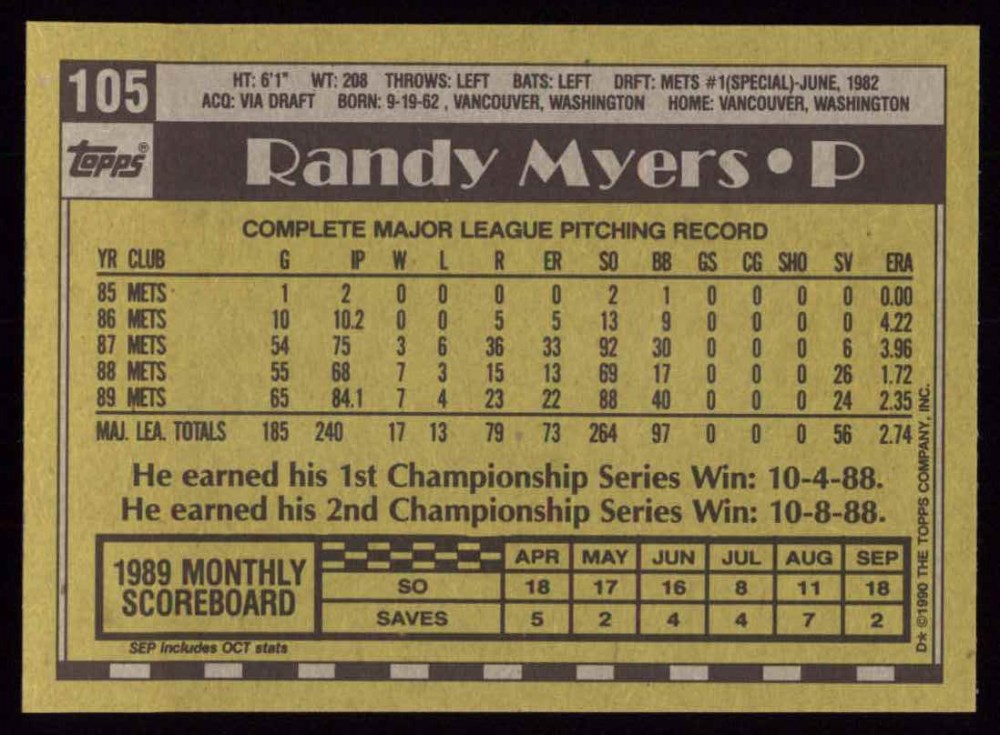 105
HT: 6'1" WT: 208 THROWS: LEFT BATS: LEFT DRFT: METS #1(SPECIAL)-JUNE, 1982
ACQ: VIA DRAFT BORN: 9-19-62 , VANCOUVER, WASHINGTON HOME: VANCOUVER, WASHINGTON
Topps®
Randy Myers • P
COMPLETE MAJOR LEAGUE PITCHING RECORD
YR CLUB G IP W L R ER SO BB GS CG SHO SV ERA
85 METS 1 2 0 0 0 0 2 1 0 0 0 0 0.00
86 METS 10 10.2 0 0 5 5 13 9 0 0 0 0 4.22
87 METS 54 75 3 6 36 33 92 30 0 0 0 6 3.96
88 METS 55 68 7 3 15 13 69 17 0 0 0 26 1.72
89 METS 65 84.1 7 4 23 22 88 40 0 0 0 24 2.35
MAJ. LEA. TOTALS 185 240 17 13 79 73 264 97 0 0 0 56 2.74
He earned his 1st Championship Series Win: 10-4-88.
He earned his 2nd Championship Series Win: 10-8-88.
1989 MONTHLY
SCOREBOARD
APR MAY JUN JUL AUG SEP
SO 18 17 16 8 11 18
SAVES 5 2 4 4 7 2
SEP includes OCT stats
D* ©1990 THE TOPPS COMPANY, INC.